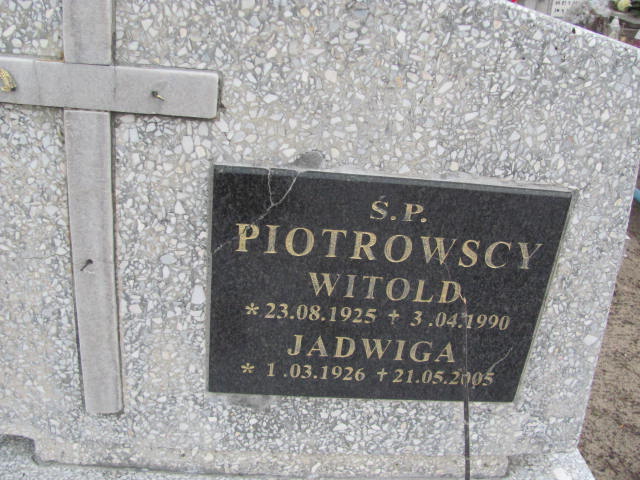 Ś.P.
PIOTROWSCY
WITOLD
* 23.08.1925 + 3.04.1990
JADWIGA
* 1.03.1926 + 21.05.2005